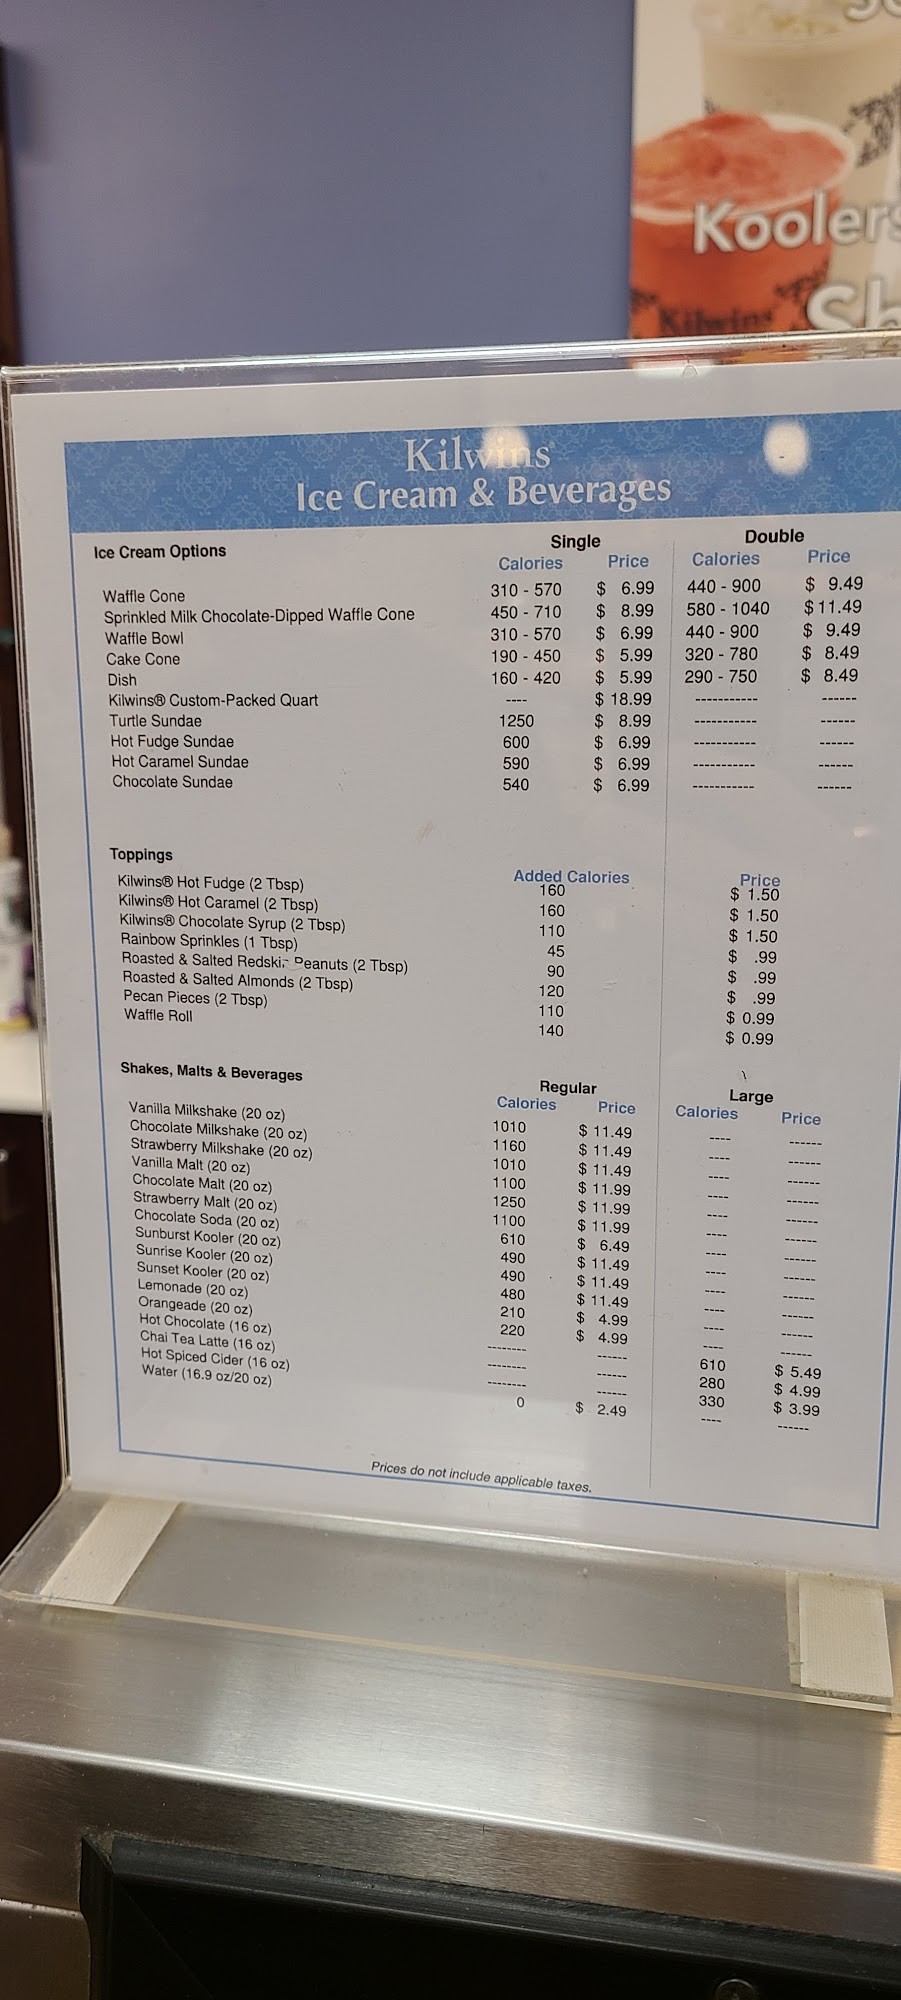 Koolers
Sh
Kilwins
Kilwins
Ice Cream & Beverages
Ice Cream Options Single Double
Calories Price Calories Price
Waffle Cone 310 - 570 $ 6.99 440 - 900 $ 9.49
Sprinkled Milk Chocolate-Dipped Waffle Cone 450 - 710 $ 8.99 580 - 1040 $ 11.49
Waffle Bowl 310 - 570 $ 6.99 440 - 900 $ 9.49
Cake Cone 190 - 450 $ 5.99 320 - 780 $ 8.49
Dish 160 - 420 $ 5.99 290 - 750 $ 8.49
Kilwins® Custom-Packed Quart ---- $ 18.99 ----------- ------
Turtle Sundae 1250 $ 8.99 ----------- ------
Hot Fudge Sundae 600 $ 6.99 ----------- ------
Hot Caramel Sundae 590 $ 6.99 ----------- ------
Chocolate Sundae 540 $ 6.99 ----------- ------
Toppings Added Calories Price
Kilwins® Hot Fudge (2 Tbsp) 160 $ 1.50
Kilwins® Hot Caramel (2 Tbsp) 160 $ 1.50
Kilwins® Chocolate Syrup (2 Tbsp) 110 $ 1.50
Rainbow Sprinkles (1 Tbsp) 45 $ .99
Roasted & Salted Redskin Peanuts (2 Tbsp) 90 $ .99
Roasted & Salted Almonds (2 Tbsp) 120 $ .99
Pecan Pieces (2 Tbsp) 110 $ 0.99
Waffle Roll 140 $ 0.99
Shakes, Malts & Beverages Regular Large
Calories Price Calories Price
Vanilla Milkshake (20 oz) 1010 $ 11.49 ---- ------
Chocolate Milkshake (20 oz) 1160 $ 11.49 ---- ------
Strawberry Milkshake (20 oz) 1010 $ 11.49 ---- ------
Vanilla Malt (20 oz) 1100 $ 11.99 ---- ------
Chocolate Malt (20 oz) 1250 $ 11.99 ---- ------
Strawberry Malt (20 oz) 1100 $ 11.99 ---- ------
Chocolate Soda (20 oz) 610 $ 6.49 ---- ------
Sunburst Kooler (20 oz) 490 $ 11.49 ---- ------
Sunrise Kooler (20 oz) 490 $ 11.49 ---- ------
Sunset Kooler (20 oz) 480 $ 11.49 ---- ------
Lemonade (20 oz) 210 $ 4.99 ---- ------
Orangeade (20 oz) 220 $ 4.99 ---- ------
Hot Chocolate (16 oz) -------- ------ 610 $ 5.49
Chai Tea Latte (16 oz) -------- ------ 280 $ 4.99
Hot Spiced Cider (16 oz) -------- ------ 330 $ 3.99
Water (16.9 oz/20 oz) 0 $ 2.49 ---- ------
Prices do not include applicable taxes.